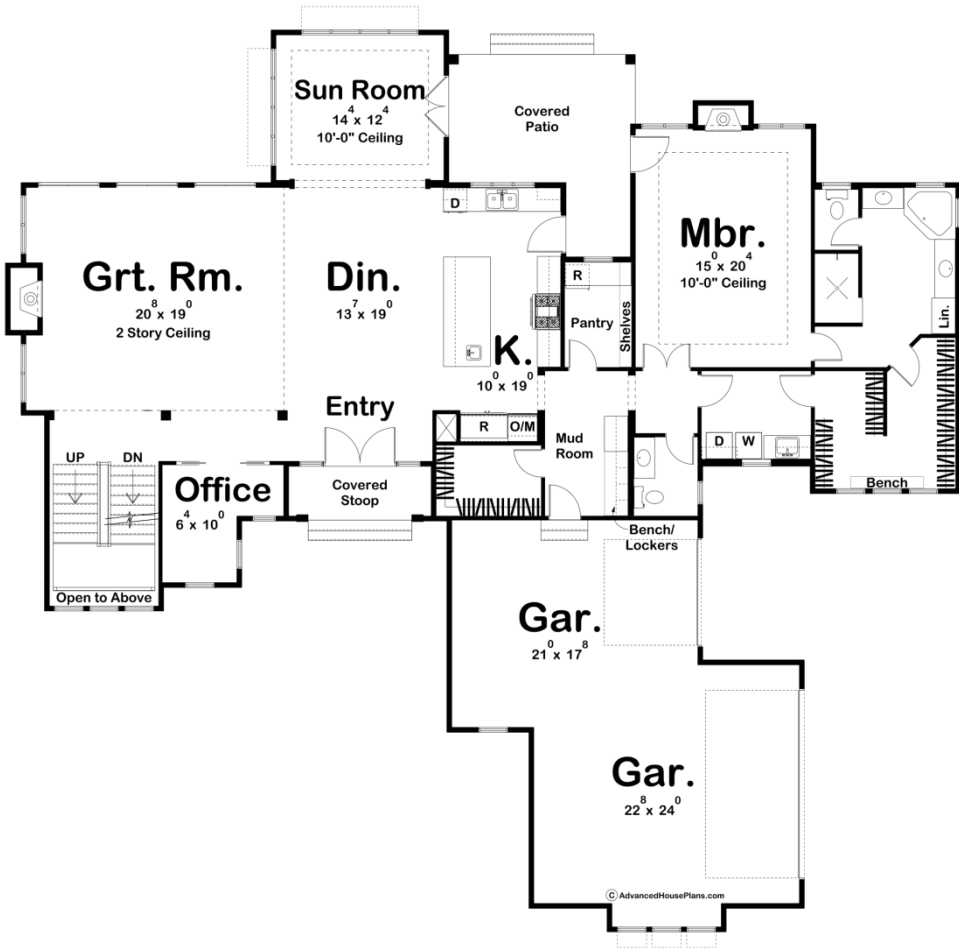 Sun Room
14⁴ x 12⁴
10'-0" Ceiling
Covered
Patio
D
Grt. Rm.
20⁸ x 19⁰
2 Story Ceiling
Din.
13⁷ x 19⁰
K.
10⁰ x 19⁰
R
Pantry
Shelves
Mbr.
15⁰ x 20⁴
10'-0" Ceiling
Lin.
Entry
R
O/M
Mud
Room
D
W
Bench
UP
DN
Office
6⁴ x 10⁰
Covered
Stoop
Open to Above
Bench/
Lockers
Gar.
21⁰ x 17⁸
Gar.
22⁸ x 24⁰
© AdvancedHousePlans.com